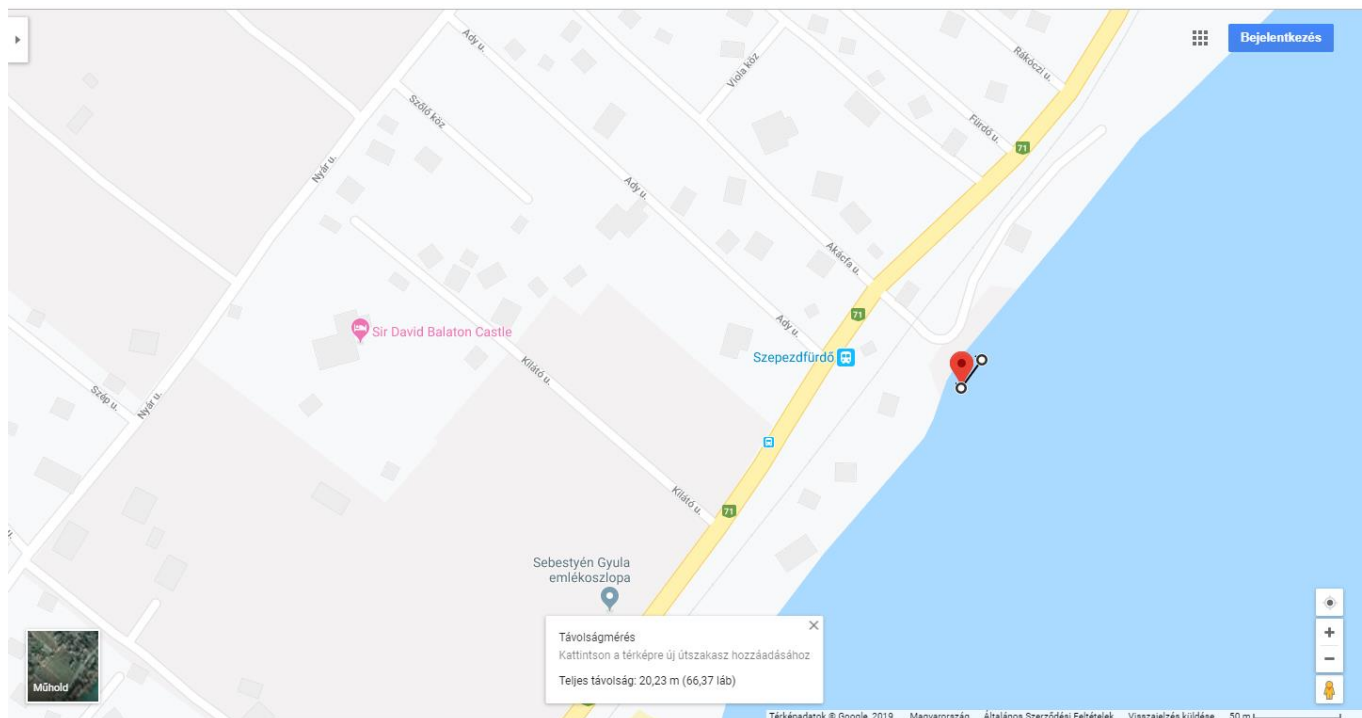 Bejelentkezés
Ady u.
Viola köz
Rákóczi u.
Szőlő köz
Fürdő u.
71
Nyár u.
Ady u.
Akácfa u.
71
Ady u.
Sir David Balaton Castle
Szepezdfürdő
Kilátó u.
Szép u.
Nyár u.
Kilátó u.
71
Sebestyén Gyula
emlékoszlopa
Távolságmérés
Kattintson a térképre új útszakasz hozzáadásához
Teljes távolság: 20,23 m (66,37 láb)
Műhold
Térképadatok © Google, 2019 Magyarország Általános Szerződési Feltételek Visszajelzés küldése 50 m